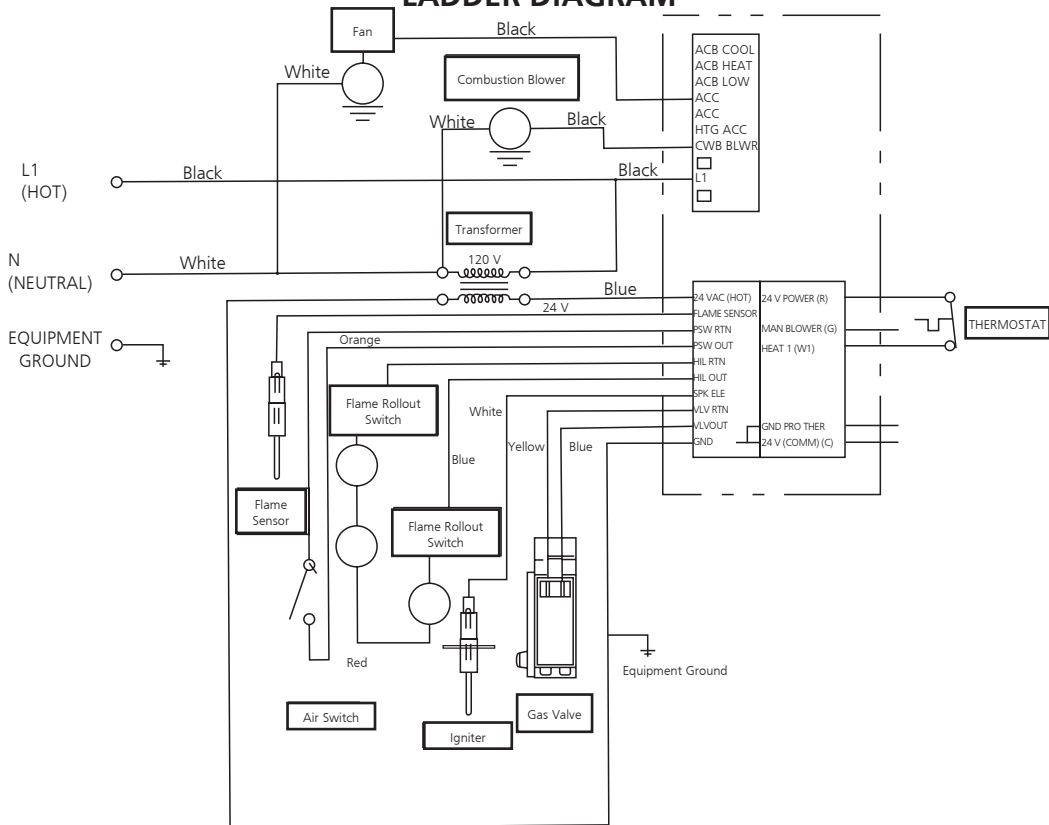 LADDER DIAGRAM
Fan
Black
White
Combustion Blower
White
Black
ACB COOL
ACB HEAT
ACB LOW
ACC
ACC
HTG ACC
CWB BLWR
L1
L1
(HOT)
Black
Black
Transformer
120 V
N
(NEUTRAL)
White
Blue
24 V
EQUIPMENT
GROUND
24 VAC (HOT)
FLAME SENSOR
PSW RTN
PSW OUT
HIL RTN
HIL OUT
SPK ELE
VLV RTN
VLVOUT
GND
24 V POWER (R)
MAN BLOWER (G)
HEAT 1 (W1)
GND PRO THER
24 V (COMM) (C)
THERMOSTAT
Orange
Flame Rollout
Switch
White
Yellow
Blue
Blue
Flame
Sensor
Flame Rollout
Switch
Red
Equipment Ground
Air Switch
Igniter
Gas Valve